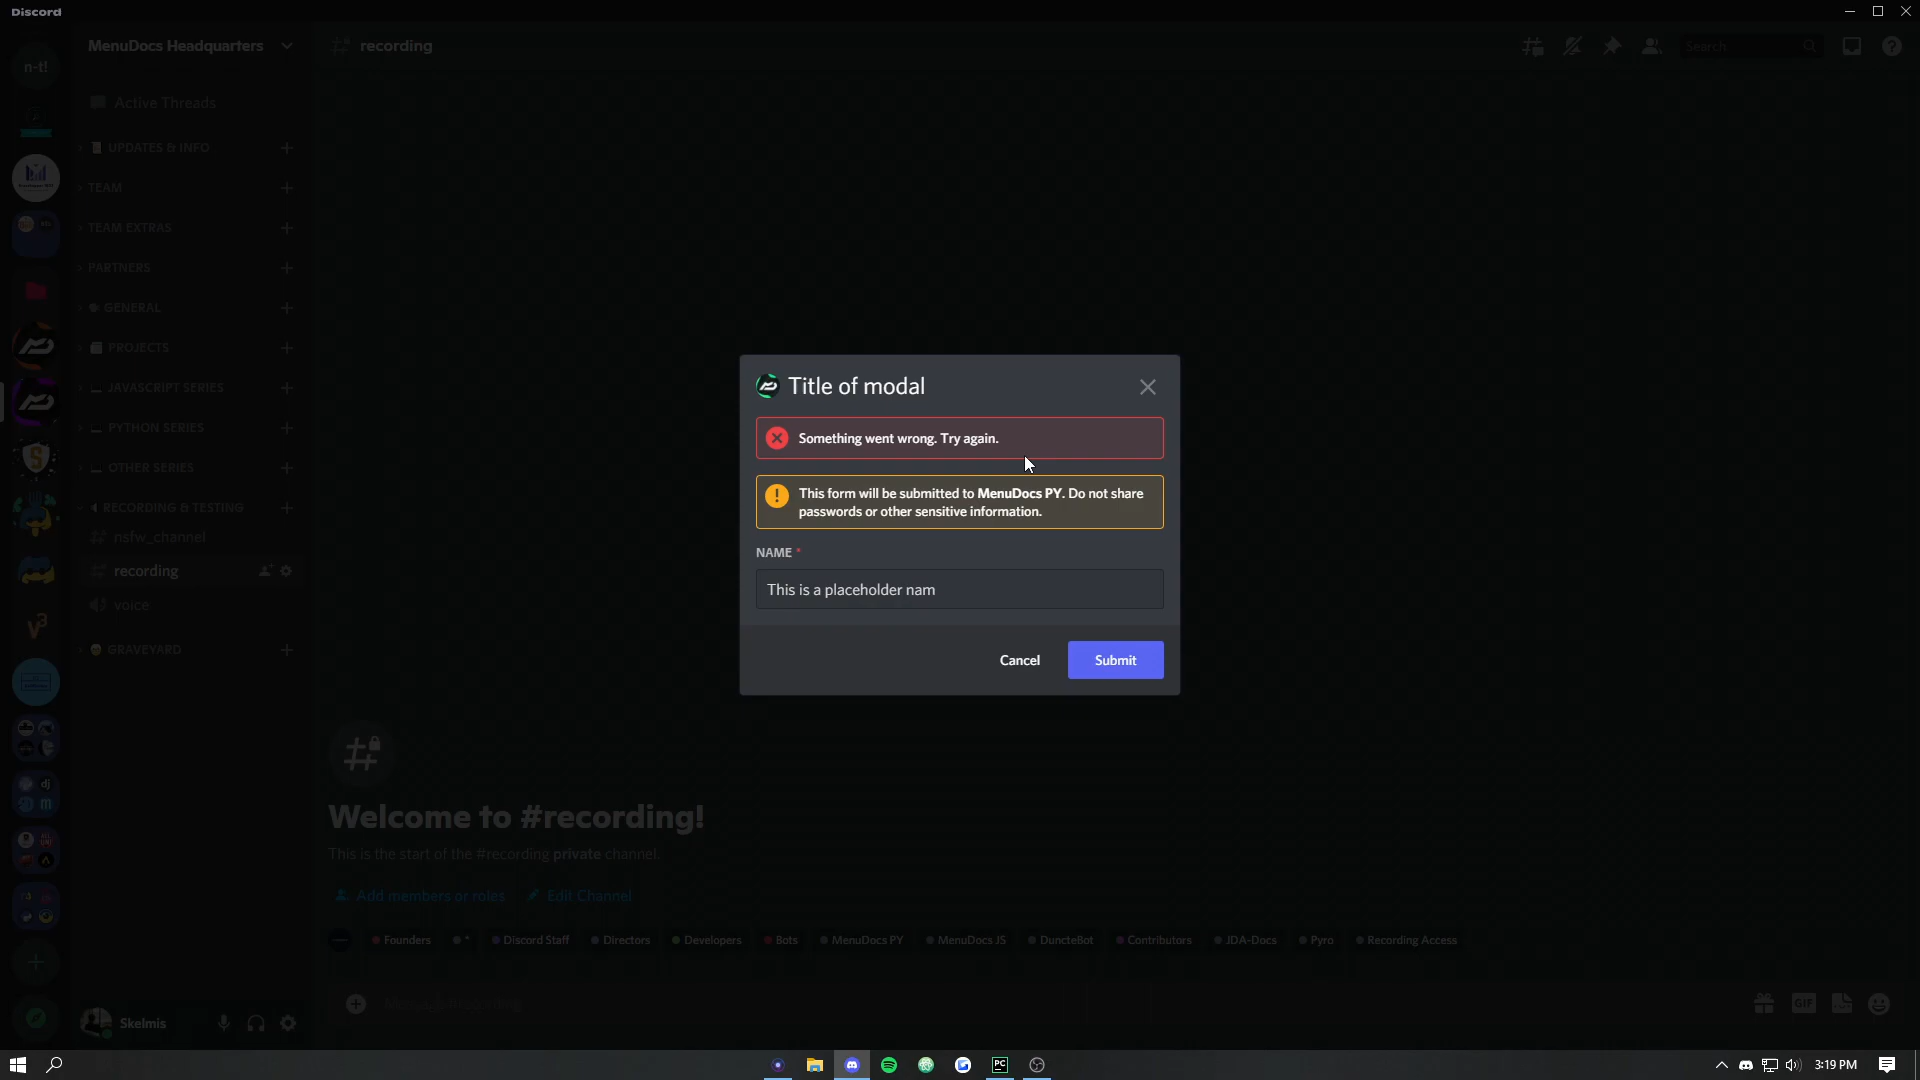 Discord
MenuDocs Headquarters
recording
Search
n-t!
Active Threads
UPDATES & INFO
TEAM
TEAM EXTRAS
PARTNERS
GENERAL
PROJECTS
JAVASCRIPT SERIES
PYTHON SERIES
OTHER SERIES
RECORDING & TESTING
nsfw_channel
recording
voice
GRAVEYARD
Title of modal
Something went wrong. Try again.
This form will be submitted to MenuDocs PY. Do not share
passwords or other sensitive information.
NAME *
This is a placeholder nam
Cancel
Submit
Welcome to #recording!
This is the start of the #recording private channel.
Add members or roles
Edit Channel
Founders
*
Discord Staff
Directors
Developers
Bots
MenuDocs PY
MenuDocs JS
DuncteBot
Contributors
JDA-Docs
Pyro
Recording Access
Message #recording
GIF
Skelmis
PC
3:19 PM